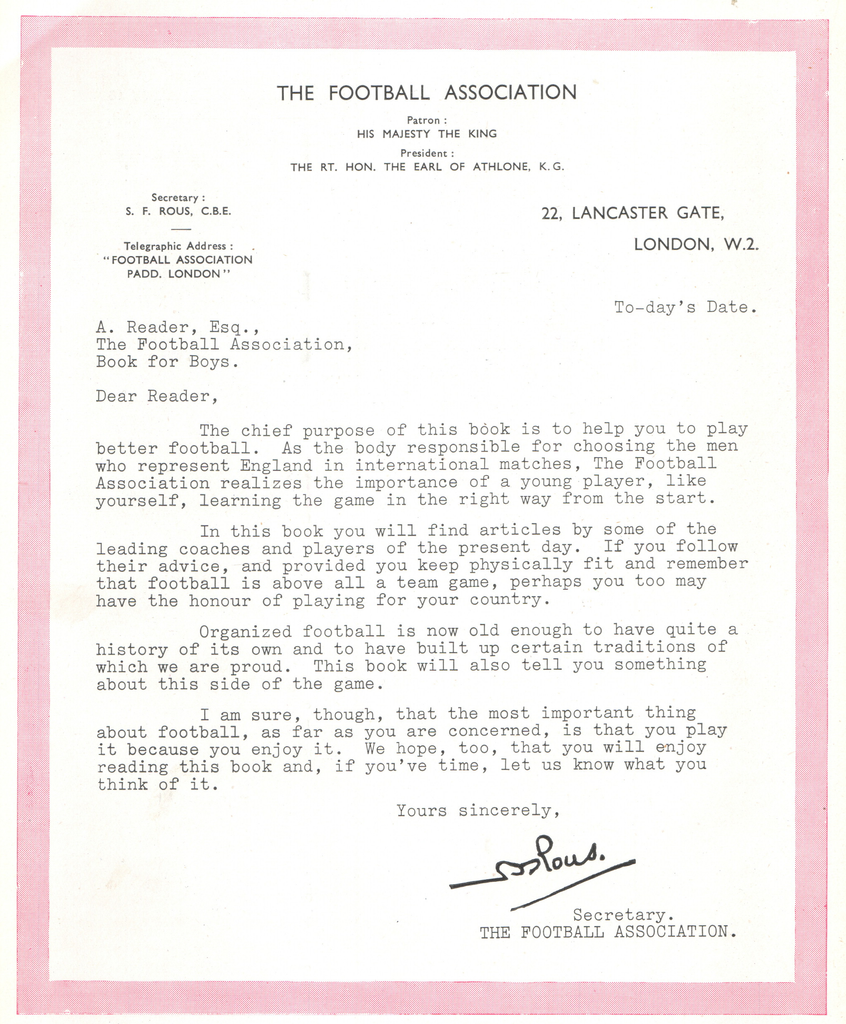 THE FOOTBALL ASSOCIATION
Patron :
HIS MAJESTY THE KING
President :
THE RT. HON. THE EARL OF ATHLONE, K.G.
Secretary :
S. F. ROUS, C.B.E.
Telegraphic Address :
"FOOTBALL ASSOCIATION
PADD. LONDON"
22, LANCASTER GATE,
LONDON, W.2.
To-day's Date.
A. Reader, Esq.,
The Football Association,
Book for Boys.
Dear Reader,
The chief purpose of this book is to help you to play
better football. As the body responsible for choosing the men
who represent England in international matches, The Football
Association realizes the importance of a young player, like
yourself, learning the game in the right way from the start.
In this book you will find articles by some of the
leading coaches and players of the present day. If you follow
their advice, and provided you keep physically fit and remember
that football is above all a team game, perhaps you too may
have the honour of playing for your country.
Organized football is now old enough to have quite a
history of its own and to have built up certain traditions of
which we are proud. This book will also tell you something
about this side of the game.
I am sure, though, that the most important thing
about football, as far as you are concerned, is that you play
it because you enjoy it. We hope, too, that you will enjoy
reading this book and, if you've time, let us know what you
think of it.
Yours sincerely,
SF Rous.
Secretary.
THE FOOTBALL ASSOCIATION.